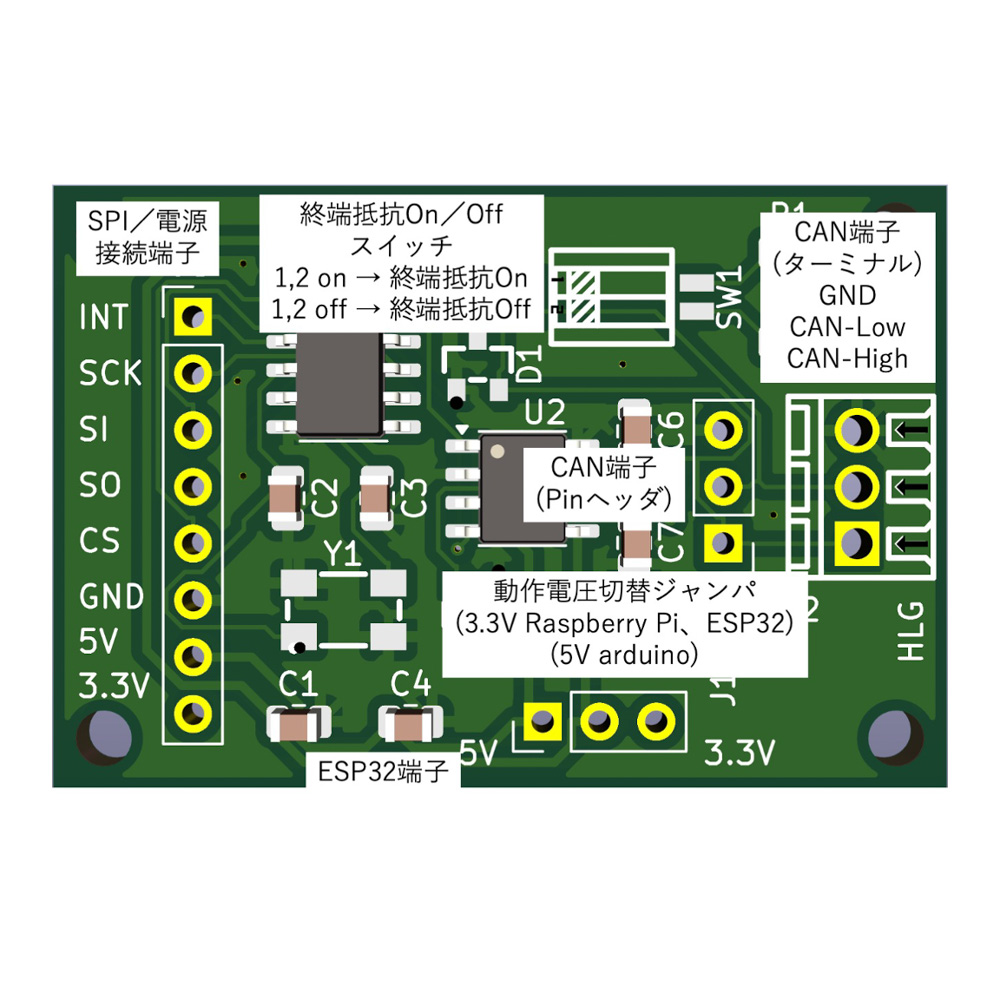 SPI／電源
接続端子
終端抵抗On／Off
スイッチ
1,2 on → 終端抵抗On
1,2 off → 終端抵抗Off
CAN端子
(ターミナル)
GND
CAN-Low
CAN-High
INT
SCK
SI
SO
CS
GND
5V
3.3V
1
2
SW1
D1
U2
C6
C2
C3
C7
CAN端子
(Pinヘッダ)
Y1
動作電圧切替ジャンパ
(3.3V Raspberry Pi、ESP32)
(5V arduino)
HLG
C1
C4
J1
5V
3.3V
ESP32端子